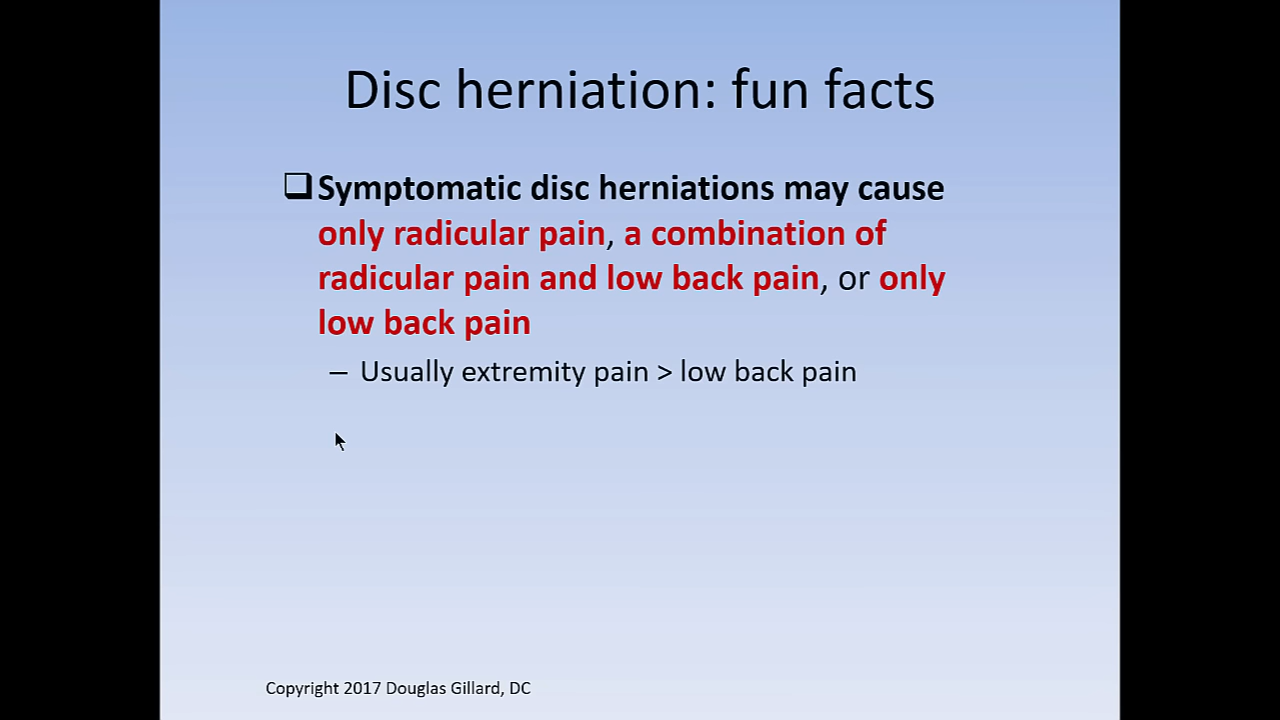 Disc herniation: fun facts
❑Symptomatic disc herniations may cause
only radicular pain, a combination of
radicular pain and low back pain, or only
low back pain
– Usually extremity pain > low back pain
Copyright 2017 Douglas Gillard, DC